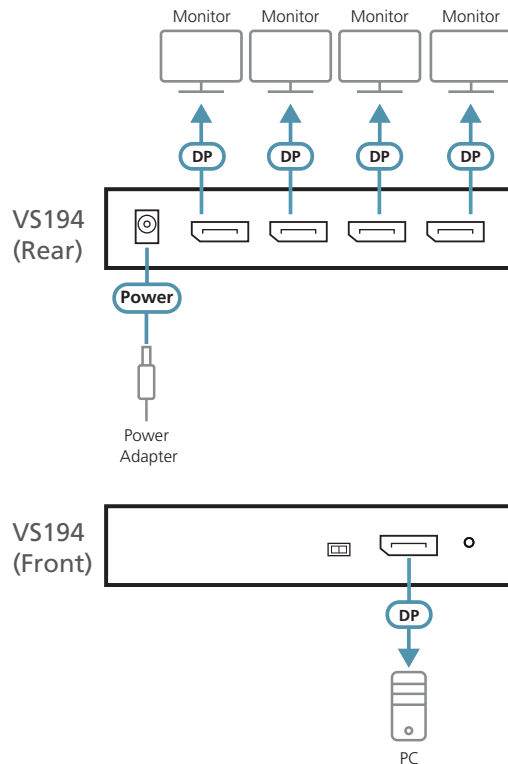 Monitor Monitor Monitor Monitor
DP DP DP DP
VS194
(Rear)
Power
Power
Adapter
VS194
(Front)
DP
PC